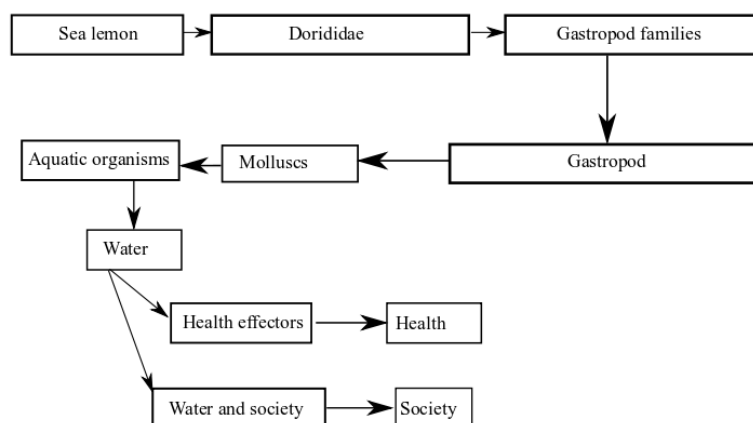 Sea lemon
Dorididae
Gastropod families
Gastropod
Molluscs
Aquatic organisms
Water
Health effectors
Health
Water and society
Society